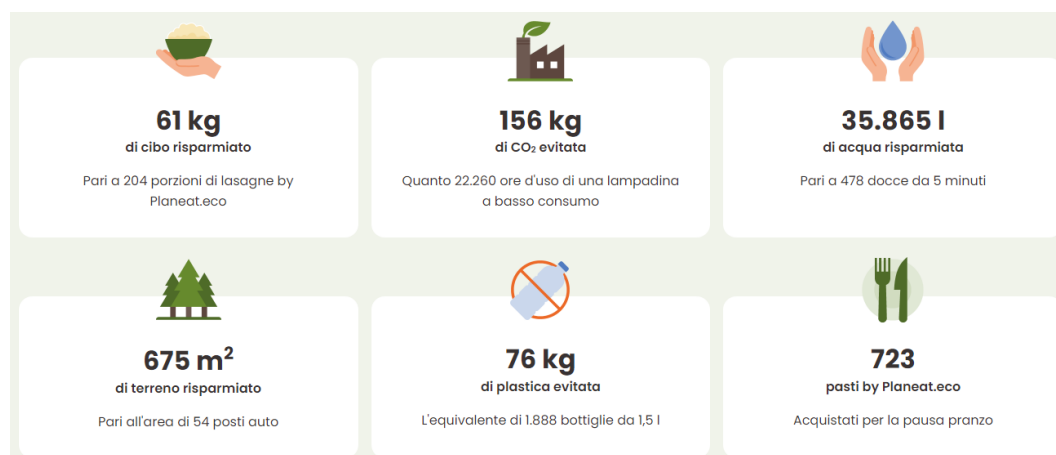 61 kg
di cibo risparmiato
Pari a 204 porzioni di lasagne by
Planeat.eco
156 kg
di CO₂ evitata
Quanto 22.260 ore d'uso di una lampadina
a basso consumo
35.865 l
di acqua risparmiata
Pari a 478 docce da 5 minuti
675 m²
di terreno risparmiato
Pari all'area di 54 posti auto
76 kg
di plastica evitata
L'equivalente di 1.888 bottiglie da 1,5 l
723
pasti by Planeat.eco
Acquistati per la pausa pranzo